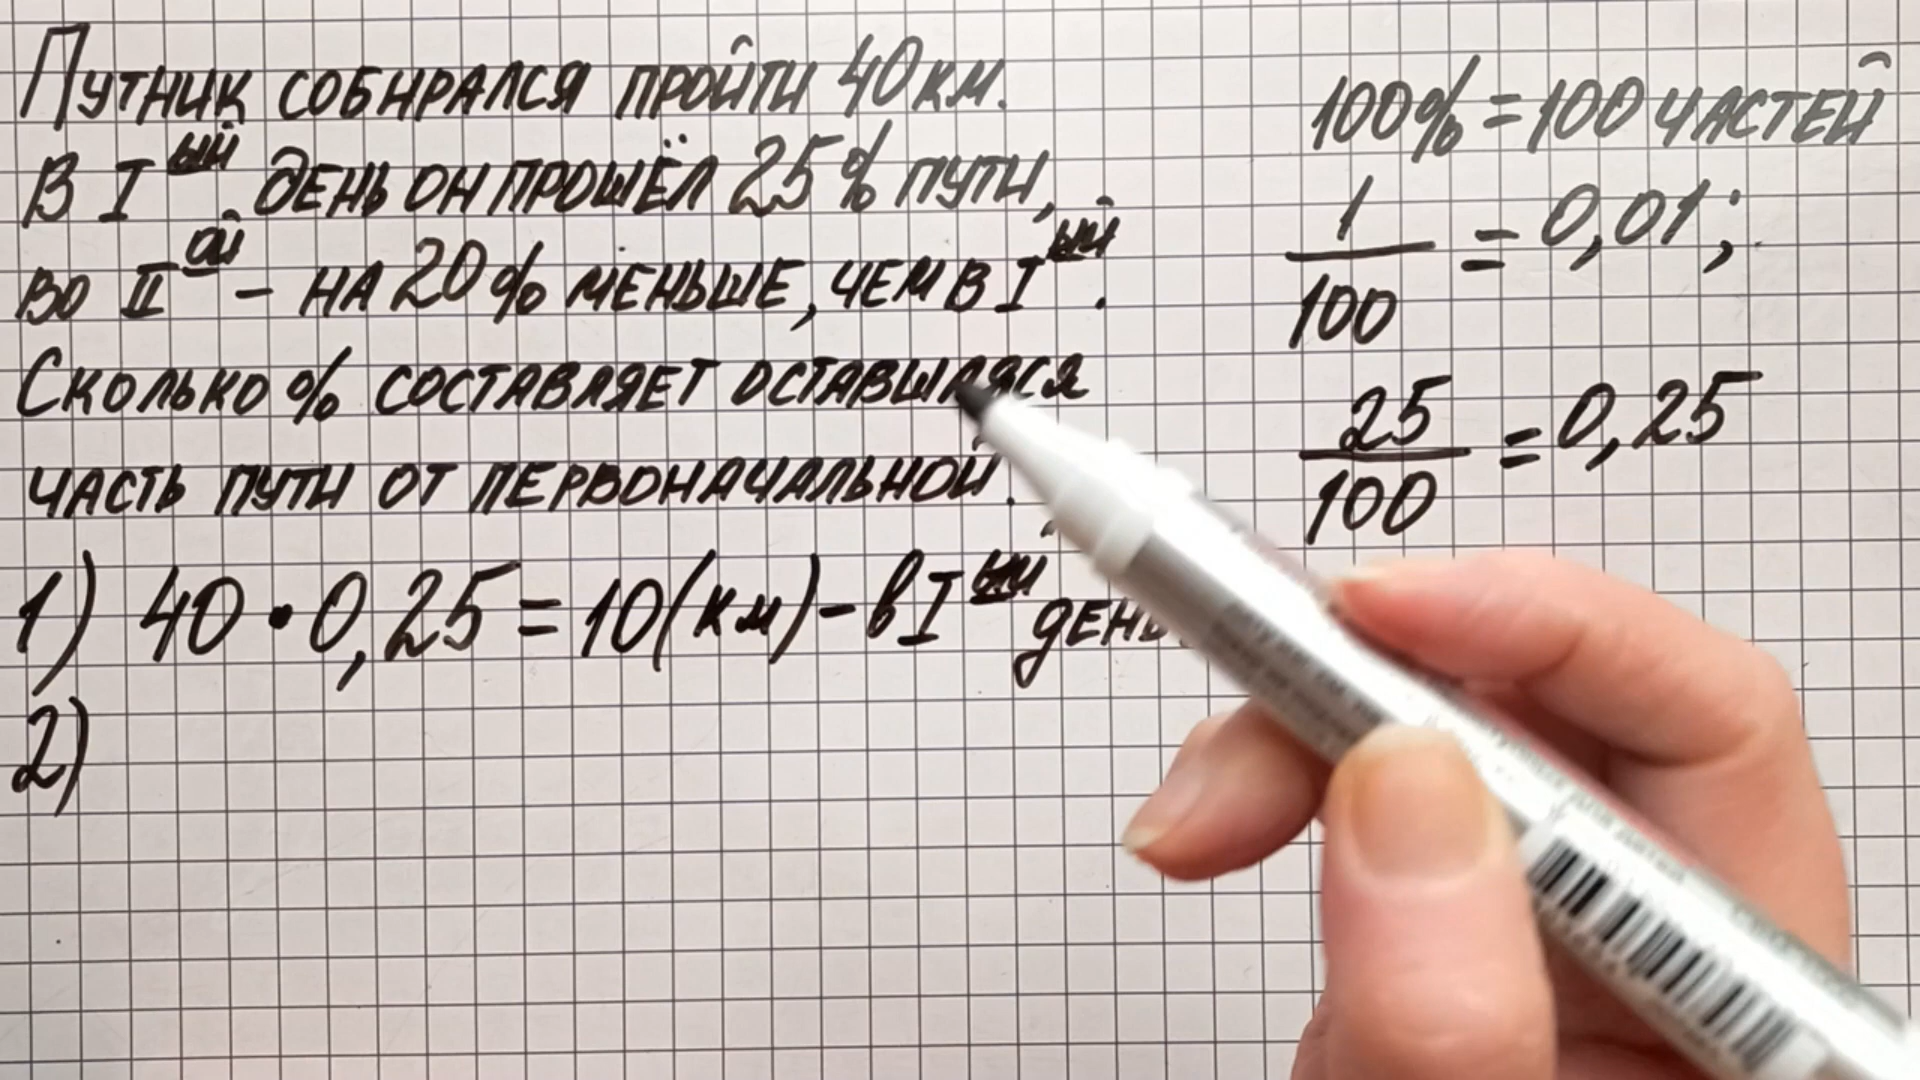 Путник собирался пройти 40 км.
В I ый день он прошёл 25% пути,
во II ой – на 20% меньше, чем в I ый.
Сколько % составляет оставшаяся
часть пути от первоначальной.
1) 40 • 0,25 = 10 (км) – в I ый день
2)
100% = 100 частей
1/100 = 0,01;
25/100 = 0,25